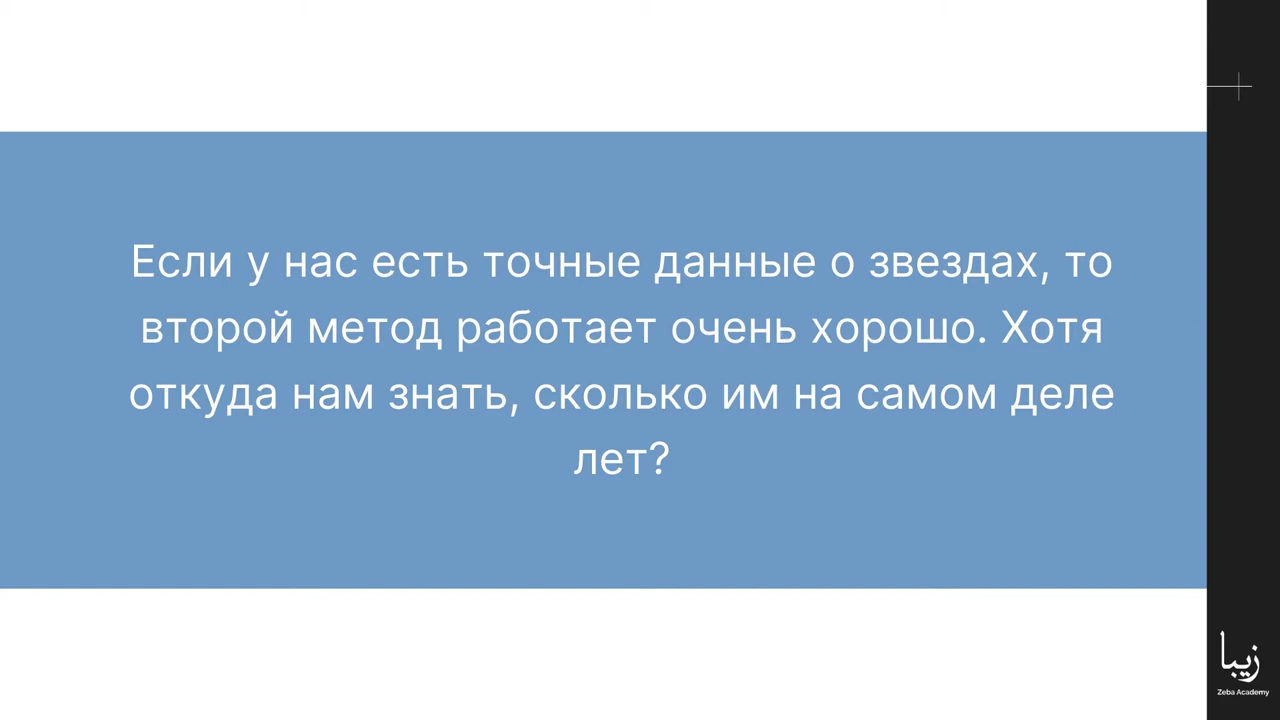 Если у нас есть точные данные о звездах, то
второй метод работает очень хорошо. Хотя
откуда нам знать, сколько им на самом деле
лет?
زيبا
Zeba Academy